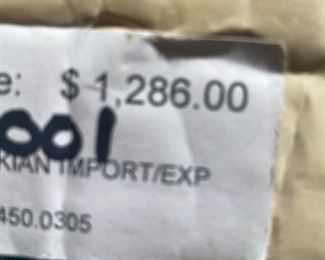 e: $ 1,286.00
001
KIAN IMPORT/EXP
450.0305